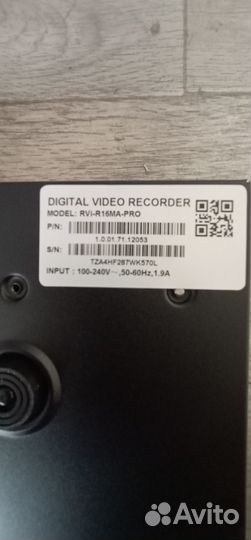 DIGITAL VIDEO RECORDER
MODEL: RVi-R16MA-PRO
P/N:
1.0.01.71.12053
S/N:
TZA4HF287WK570L
INPUT : 100-240V~,50-60Hz,1.9A
Avito